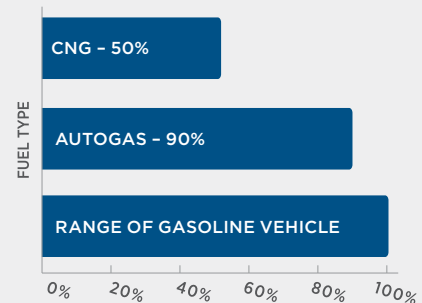 FUEL TYPE
CNG – 50%
AUTOGAS – 90%
RANGE OF GASOLINE VEHICLE
0% 20% 40% 60% 80% 100%